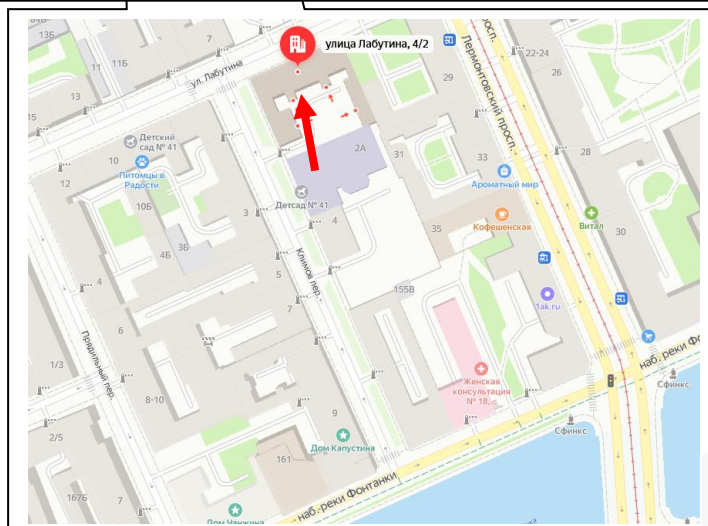 13Б
11
11Б
7
улица Лабутина, 4/2
ул. Лабутина
Лермонтовский просп.
22-24
26
29
13
15
Детский
сад № 41
10
Питомцы в
Радости
12
10Б
2А
31
33
28
Ароматный мир
Детсад № 41
3
4
Кофешенская
35
Витал
30
3Б
4Б
4
5
Климов пер.
7
155В
1ak.ru
6
Прядильный пер.
1/3
8-10
9
Женская
консультация
№ 18...
наб. реки Фо
Сфинкс
Сфинкс
2/5
Дом Капустина
161
167Б
7
наб. реки Фонтанки
Дом Чанжина